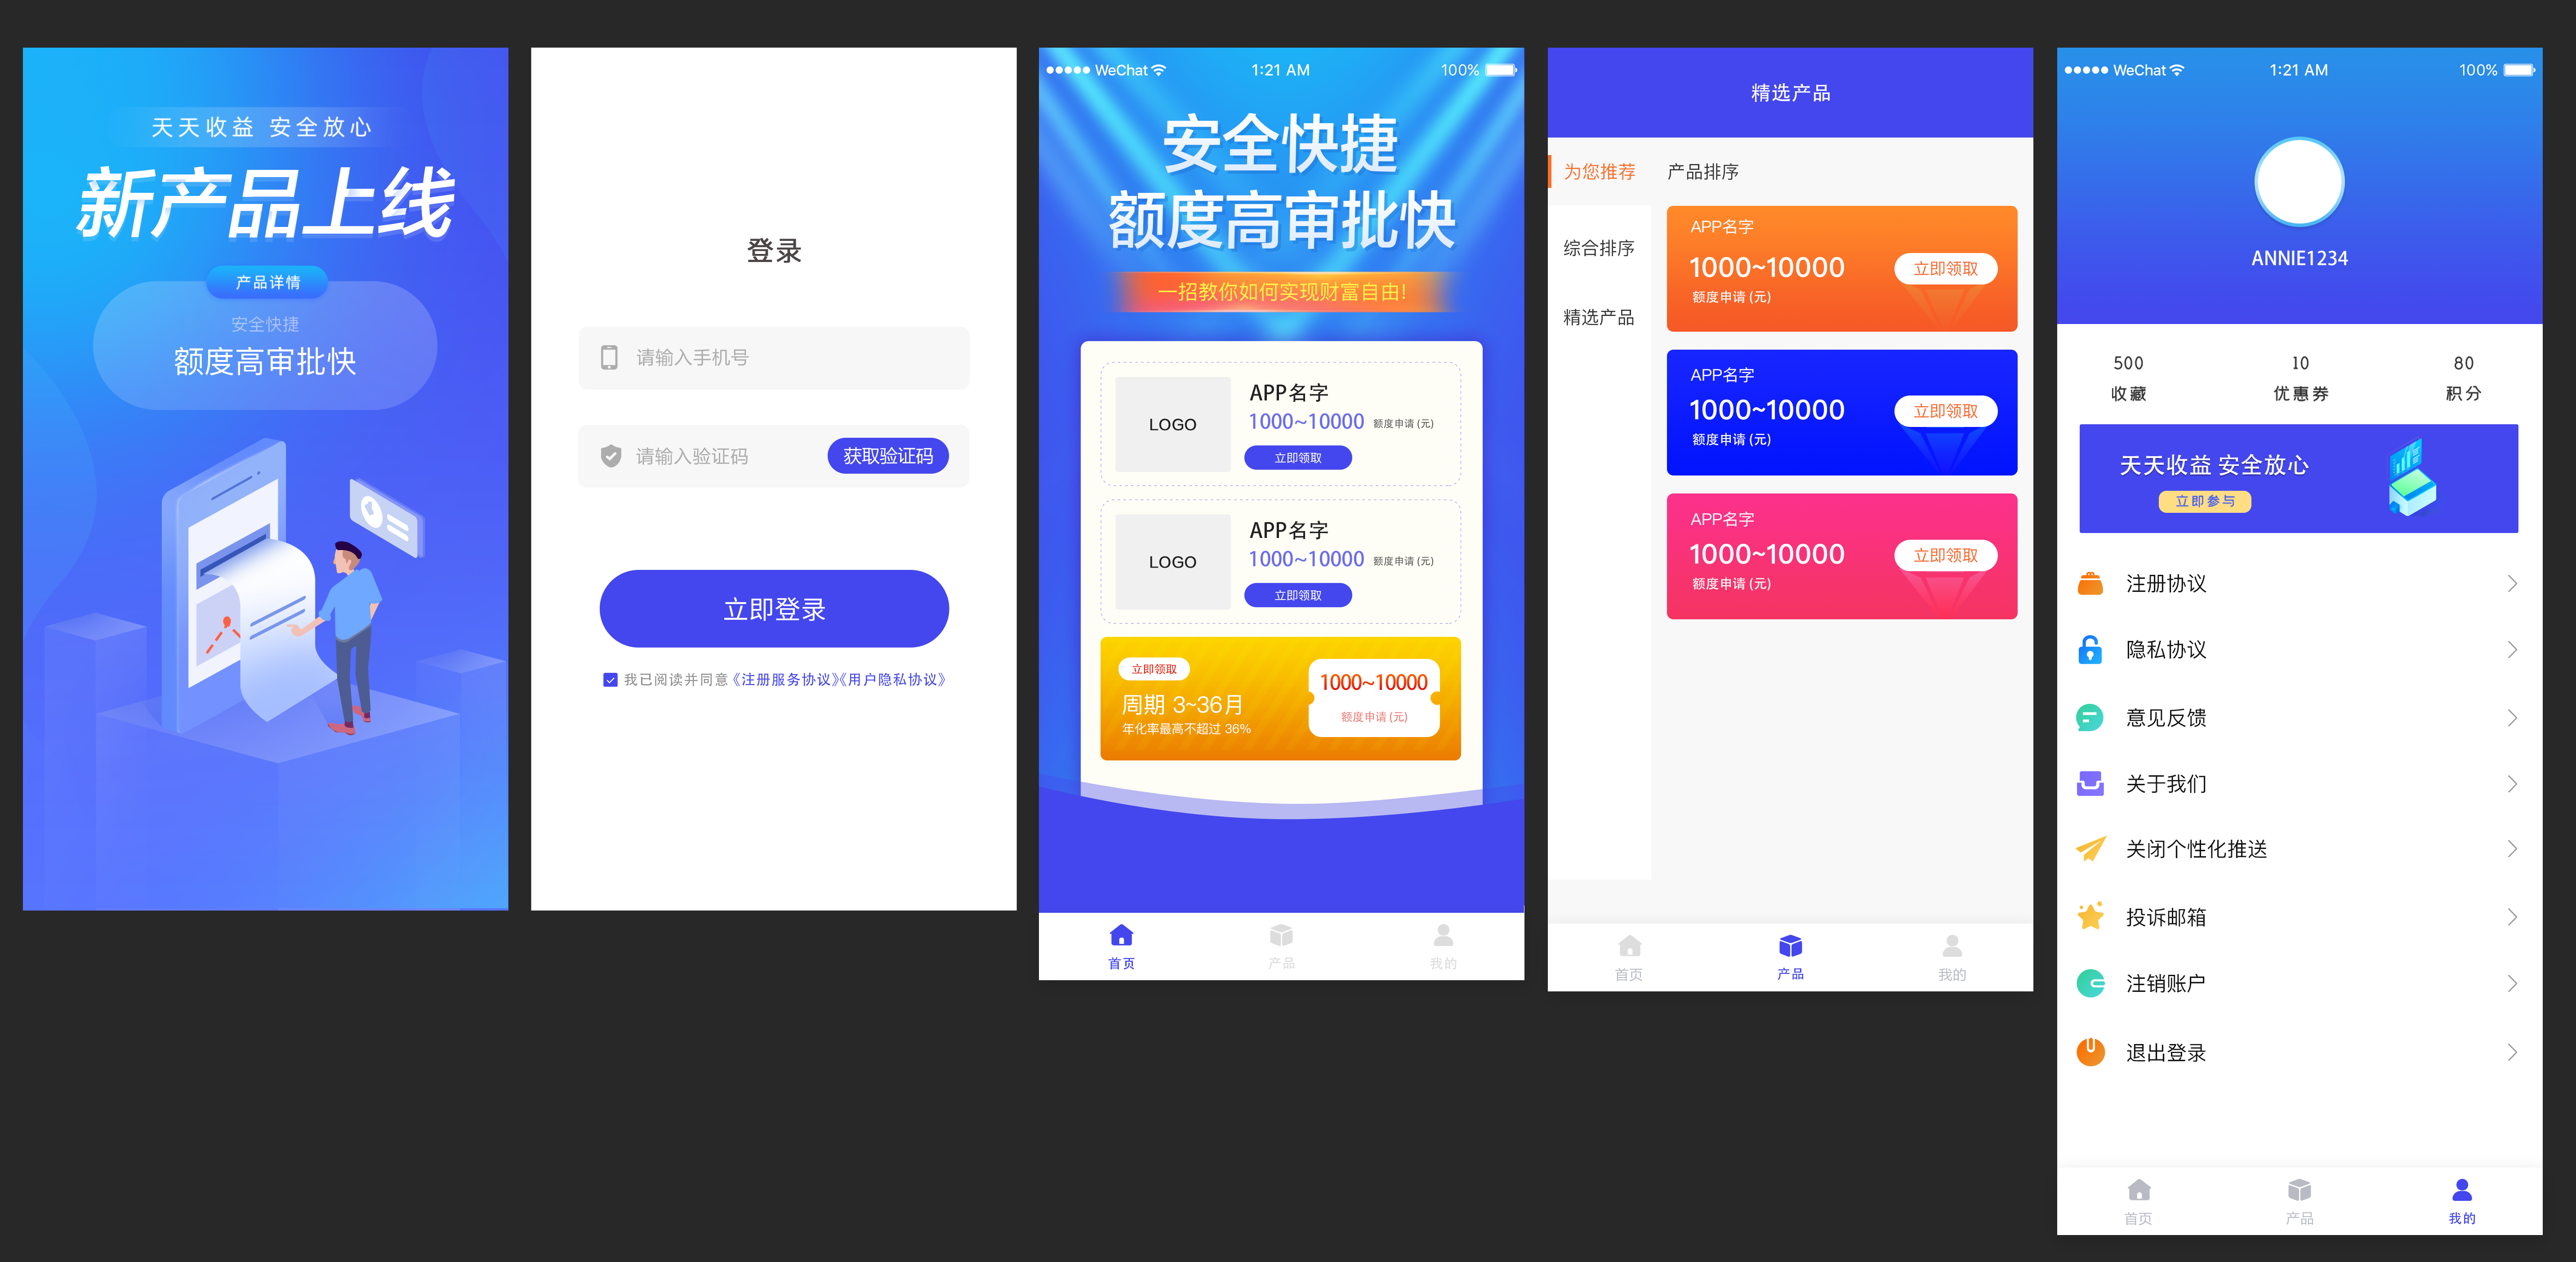 天天收益 安全放心
新产品上线
产品详情
安全快捷
额度高审批快
登录
请输入手机号
请输入验证码
获取验证码
立即登录
我已阅读并同意《注册服务协议》《用户隐私协议》
WeChat
1:21 AM
100%
安全快捷
额度高审批快
一招教你如何实现财富自由!
LOGO
APP名字
1000~10000 额度申请 (元)
立即领取
LOGO
APP名字
1000~10000 额度申请 (元)
立即领取
立即领取
周期 3~36月
年化率最高不超过 36%
1000~10000
额度申请 (元)
首页
产品
我的
精选产品
为您推荐
综合排序
精选产品
产品排序
APP名字
1000~10000
额度申请 (元)
立即领取
APP名字
1000~10000
额度申请 (元)
立即领取
APP名字
1000~10000
额度申请 (元)
立即领取
首页
产品
我的
WeChat
1:21 AM
100%
ANNIE1234
500
收藏
10
优惠券
80
积分
天天收益 安全放心
立即参与
注册协议
隐私协议
意见反馈
关于我们
关闭个性化推送
投诉邮箱
注销账户
退出登录
首页
产品
我的